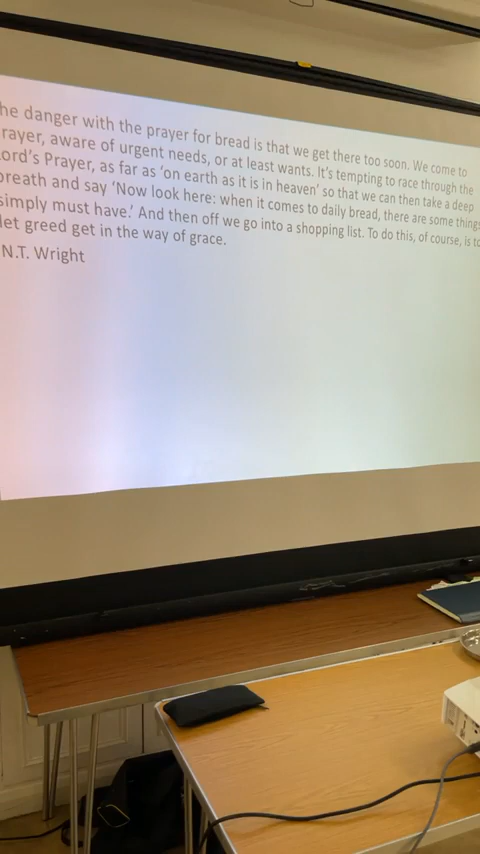 he danger with the prayer for bread is that we get there too soon. We come to
rayer, aware of urgent needs, or at least wants. It's tempting to race through the
ord's Prayer, as far as 'on earth as it is in heaven' so that we can then take a deep
breath and say 'Now look here: when it comes to daily bread, there are some things
simply must have.' And then off we go into a shopping list. To do this, of course, is to
let greed get in the way of grace.
N.T. Wright